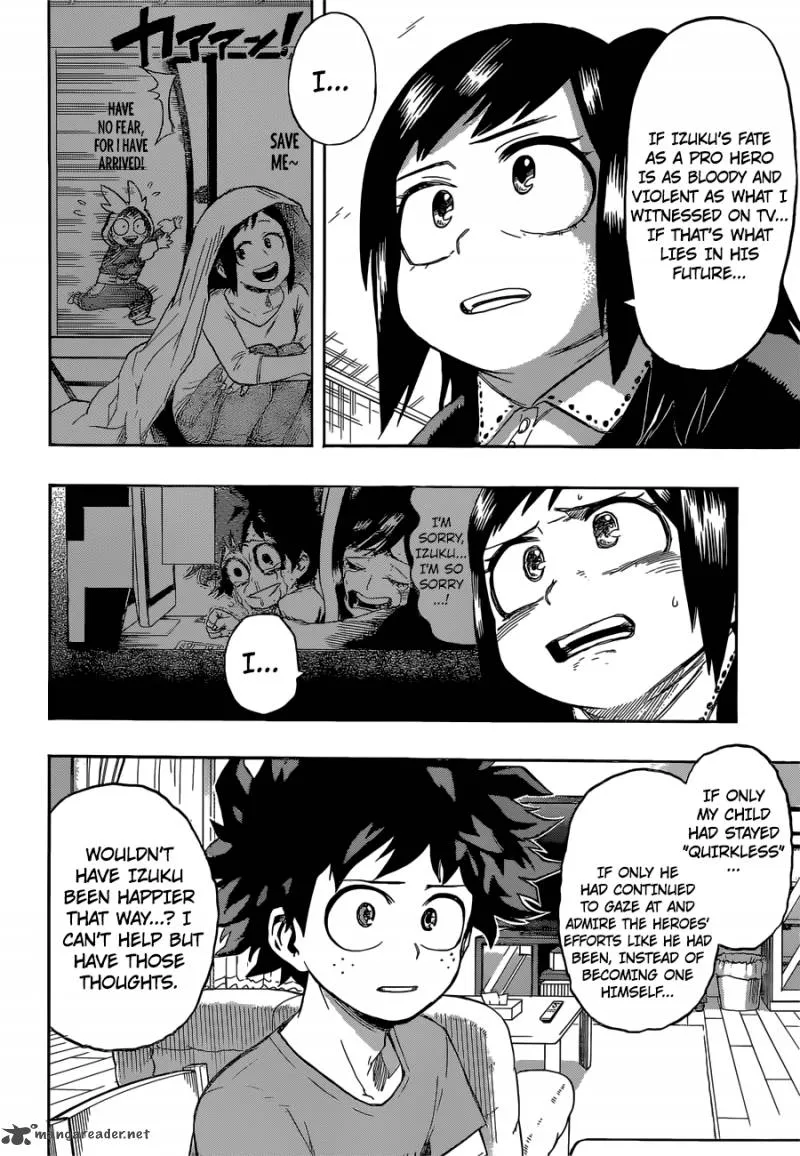 IF IZUKU'S FATE
AS A PRO HERO
IS AS BLOODY AND
VIOLENT AS WHAT I
WITNESSED ON TV...
IF THAT'S WHAT
LIES IN HIS
FUTURE...
I...
カアアン!
SAVE
ME~
HAVE
NO FEAR,
FOR I HAVE
ARRIVED!
I'M
SORRY,
IZUKU...
I'M SO
SORRY
...!
I...
IF ONLY
MY CHILD
HAD STAYED
"QUIRKLESS"
...
IF ONLY HE
HAD CONTINUED
TO GAZE AT AND
ADMIRE THE HEROES'
EFFORTS LIKE HE HAD
BEEN, INSTEAD OF
BECOMING ONE
HIMSELF...
WOULDN'T
HAVE IZUKU
BEEN HAPPIER
THAT WAY...? I
CAN'T HELP BUT
HAVE THOSE
THOUGHTS.
mangareader.net